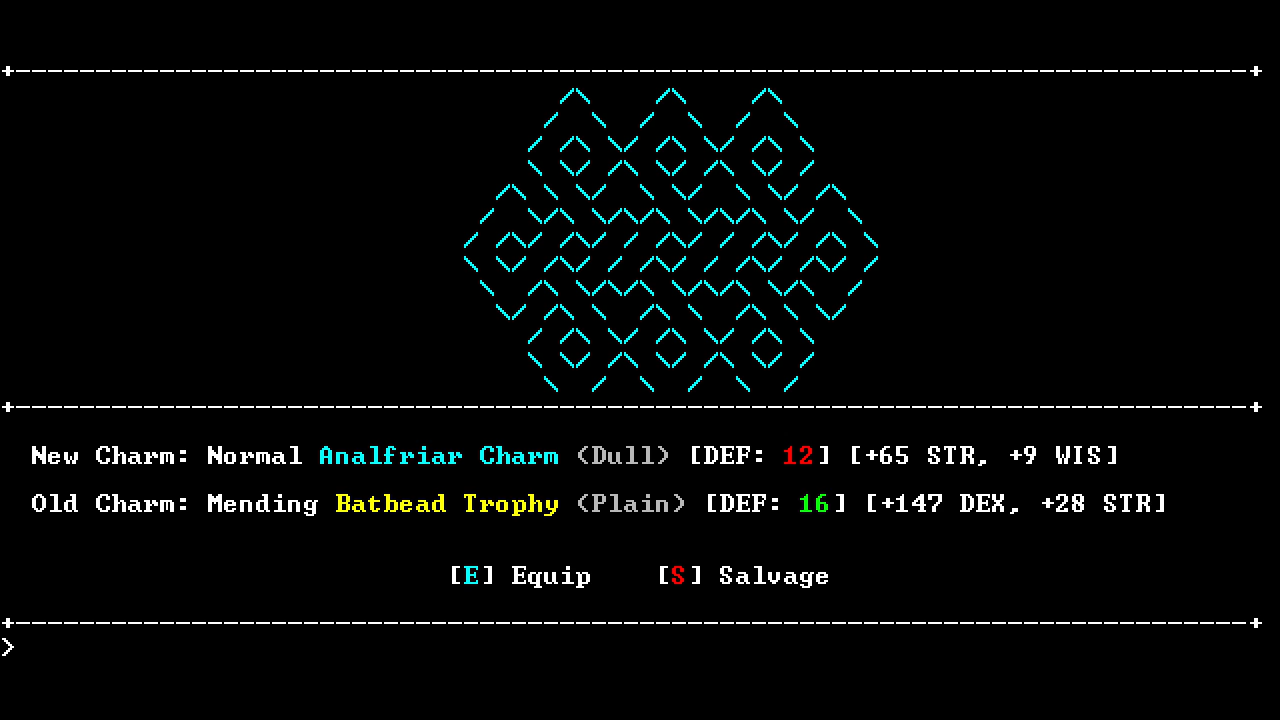 New Charm: Normal Analfriar Charm (Dull) [DEF: 12] [+65 STR, +9 WIS]
Old Charm: Mending Batbead Trophy (Plain) [DEF: 16] [+147 DEX, +28 STR]
[E] Equip [S] Salvage
>